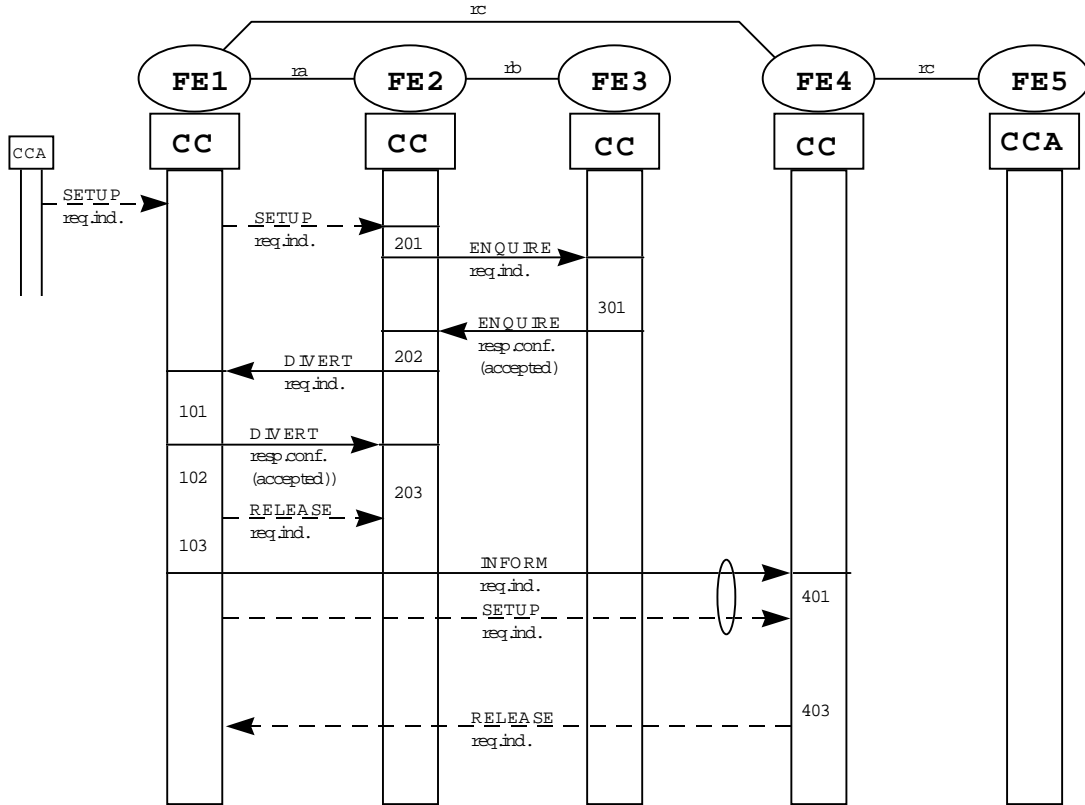 rc
FE1 ra FE2 rb FE3 FE4 rc FE5
CCA CC CC CC CC CCA
SETUP
req.ind.
SETUP
req.ind.
201
ENQUIRE
req.ind.
301
ENQUIRE
resp.conf.
(accepted)
202
DIVERT
req.ind.
101
DIVERT
resp.conf.
(accepted))
102
203
RELEASE
req.ind.
103
INFORM
req.ind.
401
SETUP
req.ind.
403
RELEASE
req.ind.